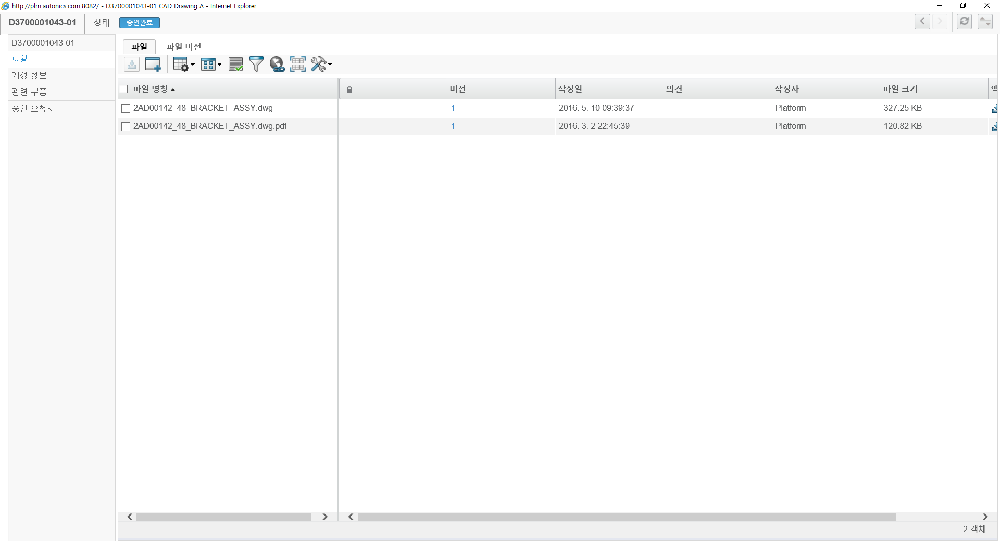 http://plm.autonics.com:8082/ - D3700001043-01 CAD Drawing A - Internet Explorer
D3700001043-01 상태 : 승인완료
D3700001043-01
파일
개정 정보
관련 부품
승인 요청서
파일 파일 버전
파일 명칭 버전 작성일 의견 작성자 파일 크기
2AD00142_48_BRACKET_ASSY.dwg 1 2016. 5. 10 09:39:37 Platform 327.25 KB
2AD00142_48_BRACKET_ASSY.dwg.pdf 1 2016. 3. 2 22:45:39 Platform 120.82 KB
2 객체